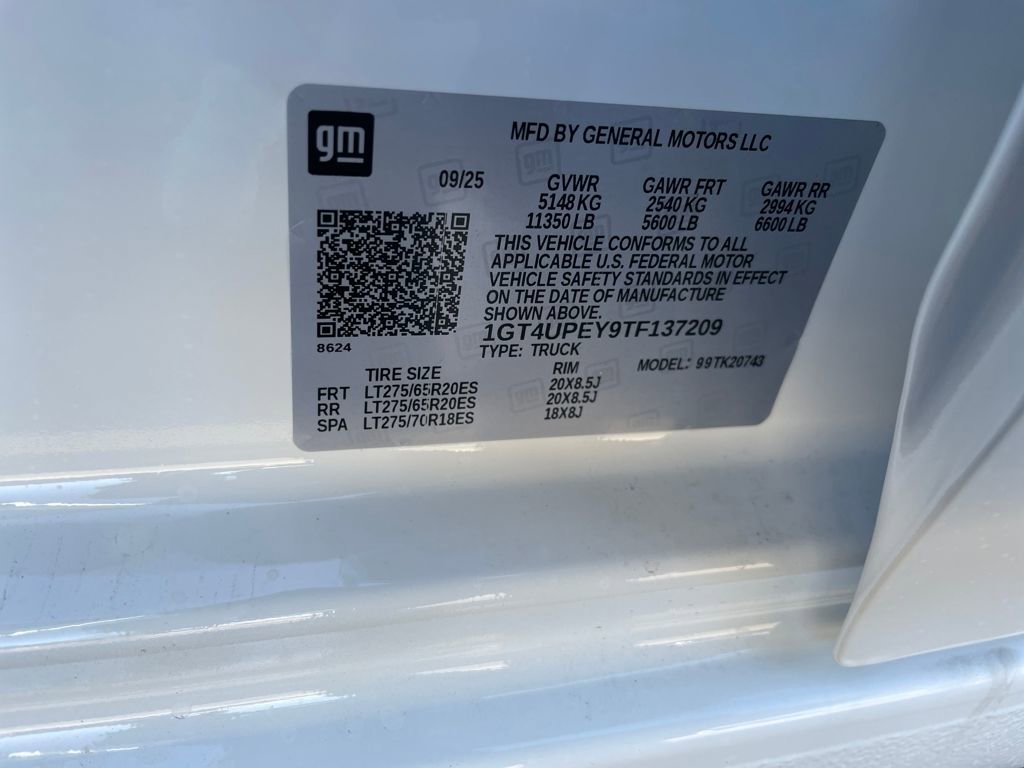 gm
MFD BY GENERAL MOTORS LLC
09/25 GVWR GAWR FRT GAWR RR
5148 KG 2540 KG 2994 KG
11350 LB 5600 LB 6600 LB
THIS VEHICLE CONFORMS TO ALL
APPLICABLE U.S. FEDERAL MOTOR
VEHICLE SAFETY STANDARDS IN EFFECT
ON THE DATE OF MANUFACTURE
SHOWN ABOVE.
1GT4UPEY9TF137209
8624
TYPE: TRUCK MODEL: 99TK20743
TIRE SIZE RIM
FRT LT275/65R20ES 20X8.5J
RR LT275/65R20ES 20X8.5J
SPA LT275/70R18ES 18X8J